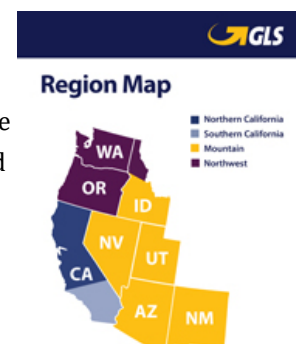 GLS
Region Map
e
d
Northern California
Southern California
Mountain
Northwest
WA
OR
ID
NV
UT
CA
AZ
NM